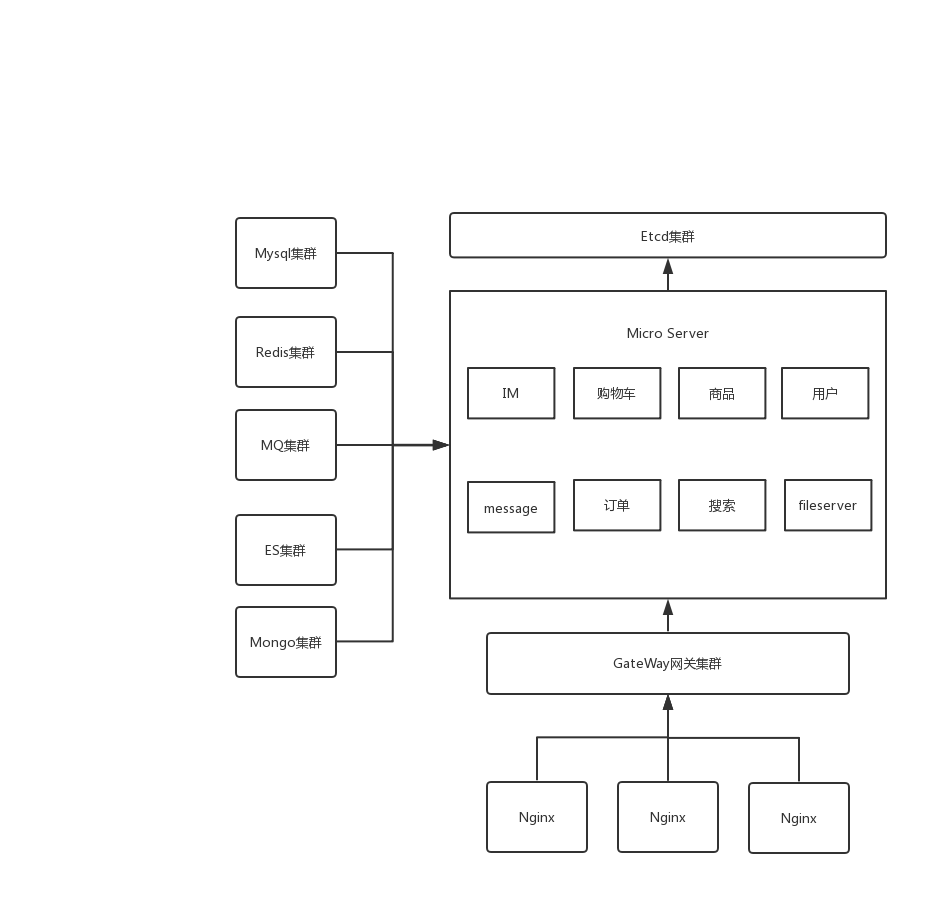 Etcd集群
Mysql集群
Redis集群
MQ集群
ES集群
Mongo集群
Micro Server
IM
购物车
商品
用户
message
订单
搜索
fileserver
GateWay网关集群
Nginx
Nginx
Nginx